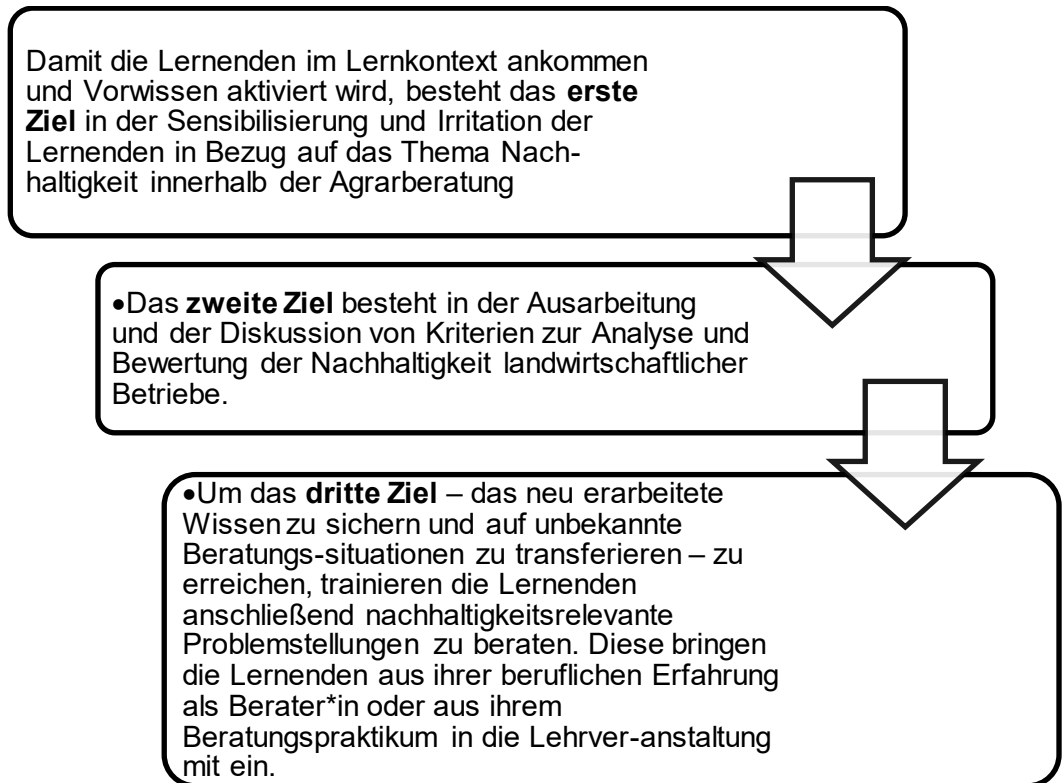 Damit die Lernenden im Lernkontext ankommen
und Vorwissen aktiviert wird, besteht das erste
Ziel in der Sensibilisierung und Irritation der
Lernenden in Bezug auf das Thema Nach-
haltigkeit innerhalb der Agrarberatung
•Das zweite Ziel besteht in der Ausarbeitung
und der Diskussion von Kriterien zur Analyse und
Bewertung der Nachhaltigkeit landwirtschaftlicher
Betriebe.
•Um das dritte Ziel – das neu erarbeitete
Wissen zu sichern und auf unbekannte
Beratungs-situationen zu transferieren – zu
erreichen, trainieren die Lernenden
anschließend nachhaltigkeitsrelevante
Problemstellungen zu beraten. Diese bringen
die Lernenden aus ihrer beruflichen Erfahrung
als Berater*in oder aus ihrem
Beratungspraktikum in die Lehrver-anstaltung
mit ein.